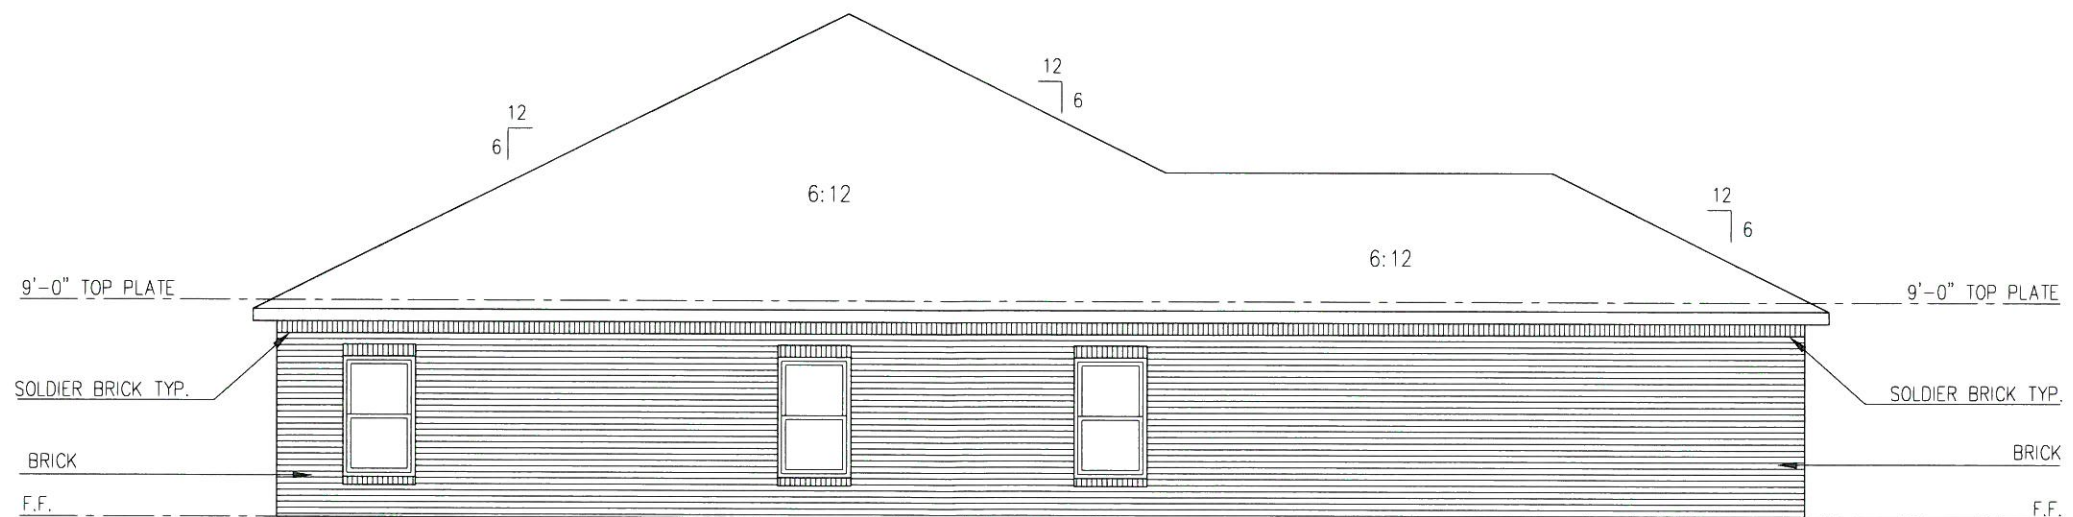 12
6
12
6
6:12
12
6
6:12
9'-0" TOP PLATE
9'-0" TOP PLATE
SOLDIER BRICK TYP.
SOLDIER BRICK TYP.
BRICK
BRICK
F.F.
F.F.